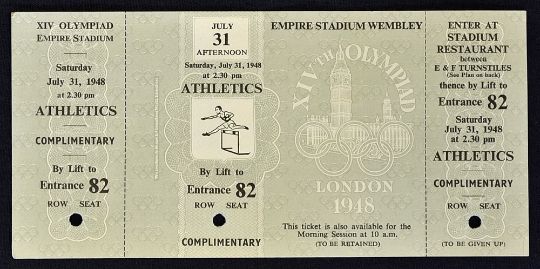 XIV OLYMPIAD
EMPIRE STADIUM
Saturday
July 31, 1948
at 2.30 pm
ATHLETICS
COMPLIMENTARY
By Lift to
Entrance 82
ROW SEAT
JULY
31
AFTERNOON
Saturday, July 31, 1948
at 2.30 pm
ATHLETICS
By Lift to
Entrance 82
ROW SEAT
COMPLIMENTARY
EMPIRE STADIUM WEMBLEY
XIVTH OLYMPIAD
LONDON
1948
This ticket is also available for the
Morning Session at 10 a.m.
(TO BE RETAINED)
ENTER AT
STADIUM
RESTAURANT
between
E & F TURNSTILES
(See Plan on back)
thence by Lift to
Entrance 82
Saturday
July 31, 1948
at 2.30 pm
ATHLETICS
COMPLIMENTARY
ROW SEAT
(TO BE GIVEN UP)